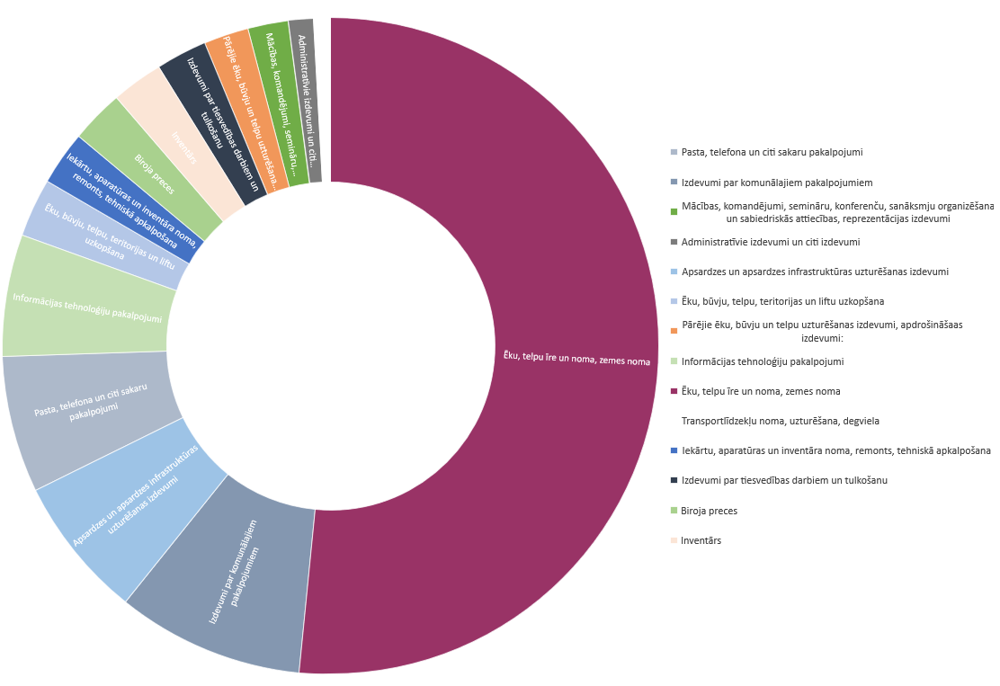 Administratīvie izdevumi un citi...
Mācības, komandējumi, semināru,...
Pārējie ēku, būvju un telpu uzturēšana...
Izdevumi par tiesvedības darbiem un
tulkošanu
Inventārs
Biroja preces
Iekārtu, aparatūras un inventāra noma,
remonts, tehniskā apkalpošana
Ēku, būvju, telpu, teritorijas un liftu
uzkopšana
Informācijas tehnoloģiju pakalpojumi
Pasta, telefona un citi sakaru
pakalpojumi
Apsardzes un apsardzes infrastruktūras
uzturēšanas izdevumi
Izdevumi par komunālajiem
pakalpojumiem
Ēku, telpu īre un noma, zemes noma
Pasta, telefona un citi sakaru pakalpojumi
Izdevumi par komunālajiem pakalpojumiem
Mācības, komandējumi, semināru, konferenču, sanāksmju organizēšana
un sabiedriskās attiecības, reprezentācijas izdevumi
Administratīvie izdevumi un citi izdevumi
Apsardzes un apsardzes infrastruktūras uzturēšanas izdevumi
Ēku, būvju, telpu, teritorijas un liftu uzkopšana
Pārējie ēku, būvju un telpu uzturēšanas izdevumi, apdrošināšaas
izdevumi:
Informācijas tehnoloģiju pakalpojumi
Ēku, telpu īre un noma, zemes noma
Transportlīdzekļu noma, uzturēšana, degviela
Iekārtu, aparatūras un inventāra noma, remonts, tehniskā apkalpošana
Izdevumi par tiesvedības darbiem un tulkošanu
Biroja preces
Inventārs